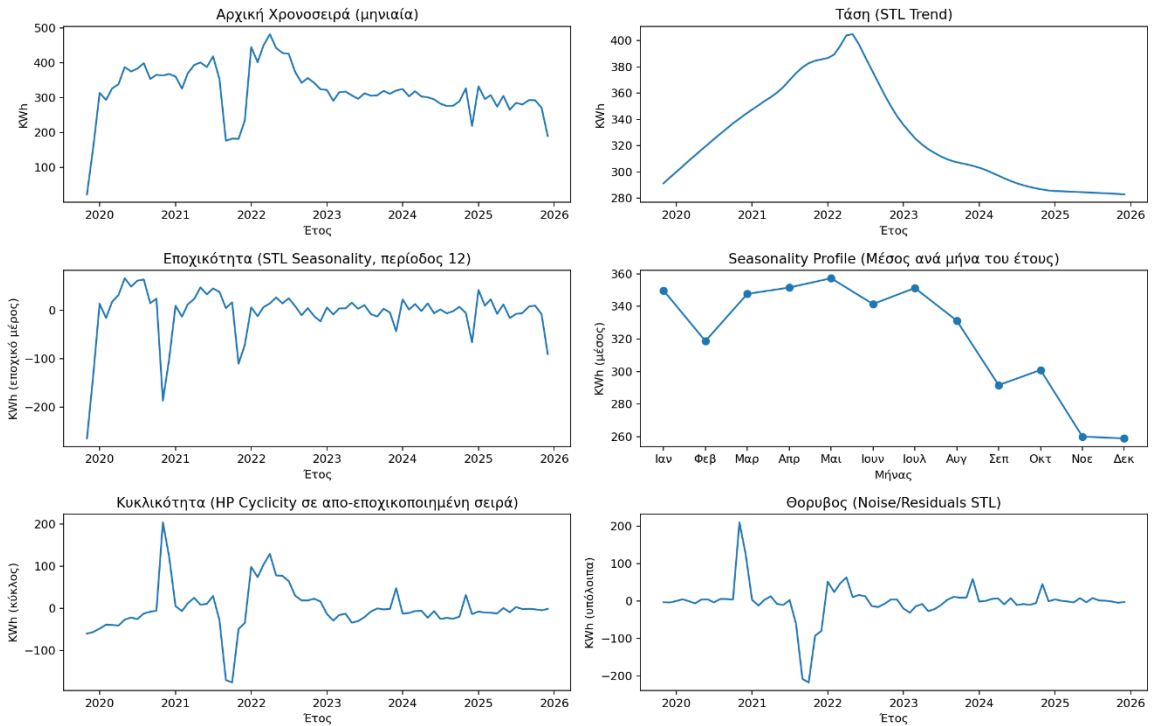 Αρχική Χρονοσειρά (μηνιαία)
KWh
500
400
300
200
100
2020 2021 2022 2023 2024 2025 2026
Έτος
Τάση (STL Trend)
KWh
400
380
360
340
320
300
280
2020 2021 2022 2023 2024 2025 2026
Έτος
Εποχικότητα (STL Seasonality, περίοδος 12)
KWh (εποχικό μέρος)
0
−100
−200
2020 2021 2022 2023 2024 2025 2026
Έτος
Seasonality Profile (Μέσος ανά μήνα του έτους)
KWh (μέσος)
360
340
320
300
280
260
Ιαν Φεβ Μαρ Απρ Μαι Ιουν Ιουλ Αυγ Σεπ Οκτ Νοε Δεκ
Μήνας
Κυκλικότητα (HP Cyclicity σε απο-εποχικοποιημένη σειρά)
KWh (κύκλος)
200
100
0
−100
2020 2021 2022 2023 2024 2025 2026
Έτος
Θορυβος (Noise/Residuals STL)
KWh (υπόλοιπα)
200
100
0
−100
−200
2020 2021 2022 2023 2024 2025 2026
Έτος